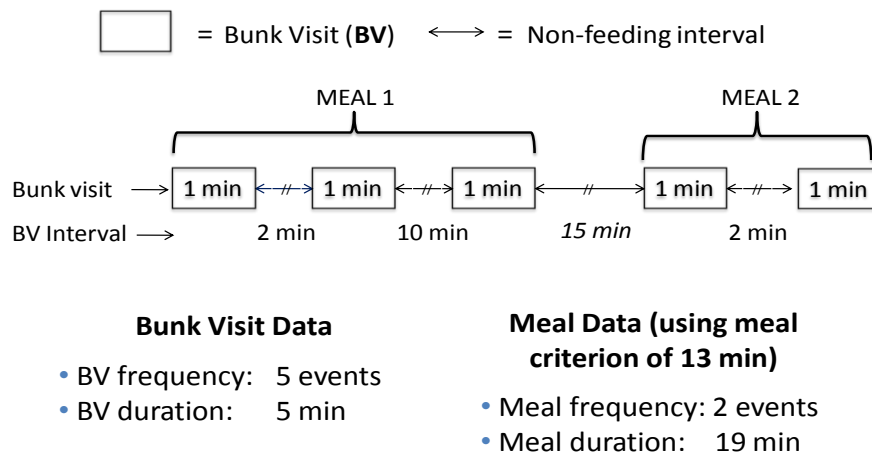 = Bunk Visit (BV) = Non-feeding interval
MEAL 1 MEAL 2
Bunk visit 1 min 1 min 1 min 1 min 1 min
BV Interval 2 min 10 min 15 min 2 min
Bunk Visit Data
• BV frequency: 5 events
• BV duration: 5 min
Meal Data (using meal
criterion of 13 min)
• Meal frequency: 2 events
• Meal duration: 19 min